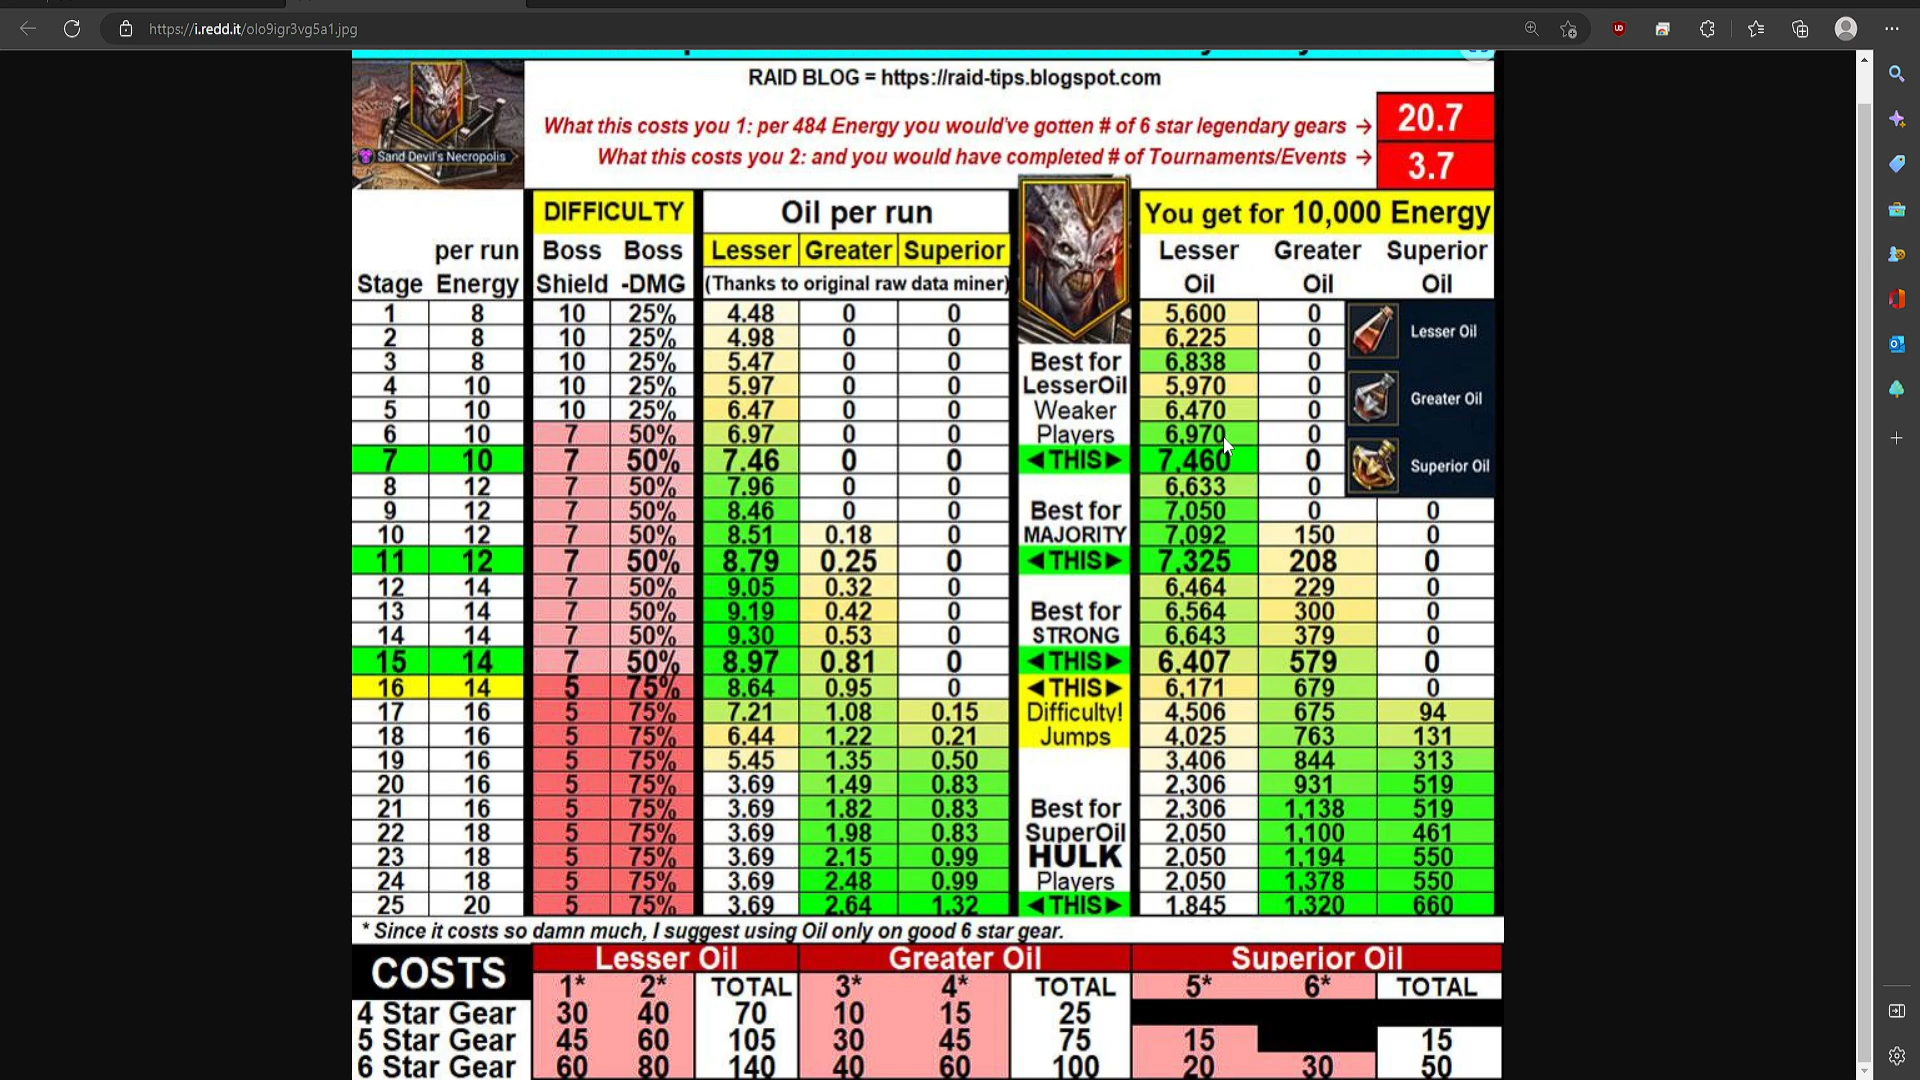 https://i.redd.it/olo9igr3vg5a1.jpg
RAID BLOG = https://raid-tips.blogspot.com
What this costs you 1: per 484 Energy you would've gotten # of 6 star legendary gears → 20.7
What this costs you 2: and you would have completed # of Tournaments/Events → 3.7
Sand Devil's Necropolis
DIFFICULTY Oil per run You get for 10,000 Energy
per run Boss Boss Lesser Greater Superior Lesser Greater Superior
Stage Energy Shield -DMG (Thanks to original raw data miner) Oil Oil Oil
1 8 10 25% 4.48 0 0 5,600 0
2 8 10 25% 4.98 0 0 6,225 0 Lesser Oil
3 8 10 25% 5.47 0 0 Best for 6,838 0
4 10 10 25% 5.97 0 0 LesserOil 5,970 0 Greater Oil
5 10 10 25% 6.47 0 0 Weaker 6,470 0
6 10 7 50% 6.97 0 0 Players 6,970 0
7 10 7 50% 7.46 0 0 ◄THIS► 7,460 0 Superior Oil
8 12 7 50% 7.96 0 0 6,633 0
9 12 7 50% 8.46 0 0 Best for 7,050 0 0
10 12 7 50% 8.51 0.18 0 MAJORITY 7,092 150 0
11 12 7 50% 8.79 0.25 0 ◄THIS► 7,325 208 0
12 14 7 50% 9.05 0.32 0 6,464 229 0
13 14 7 50% 9.19 0.42 0 Best for 6,564 300 0
14 14 7 50% 9.30 0.53 0 STRONG 6,643 379 0
15 14 7 50% 8.97 0.81 0 ◄THIS► 6,407 579 0
16 14 5 75% 8.64 0.95 0 ◄THIS► 6,171 679 0
17 16 5 75% 7.21 1.08 0.15 Difficulty! 4,506 675 94
18 16 5 75% 6.44 1.22 0.21 Jumps 4,025 763 131
19 16 5 75% 5.45 1.35 0.50 3,406 844 313
20 16 5 75% 3.69 1.49 0.83 2,306 931 519
21 16 5 75% 3.69 1.82 0.83 Best for 2,306 1,138 519
22 18 5 75% 3.69 1.98 0.83 SuperOil 2,050 1,100 461
23 18 5 75% 3.69 2.15 0.99 HULK 2,050 1,194 550
24 18 5 75% 3.69 2.48 0.99 Players 2,050 1,378 550
25 20 5 75% 3.69 2.64 1.32 ◄THIS► 1,845 1,320 660
* Since it costs so damn much, I suggest using Oil only on good 6 star gear.
COSTS Lesser Oil Greater Oil Superior Oil
1* 2* TOTAL 3* 4* TOTAL 5* 6* TOTAL
4 Star Gear 30 40 70 10 15 25
5 Star Gear 45 60 105 30 45 75 15 15
6 Star Gear 60 80 140 40 60 100 20 30 50